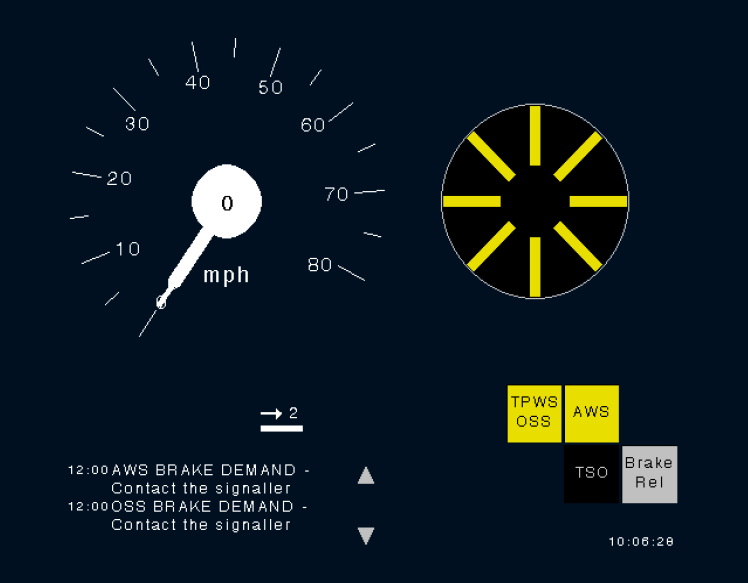 40
50
30
60
20
70
0
10
mph
80
0
2
TPWS
OSS
AWS
12:00 AWS BRAKE DEMAND -
Contact the signaller
12:00 OSS BRAKE DEMAND -
Contact the signaller
TSO
Brake
Rel
10:06:28